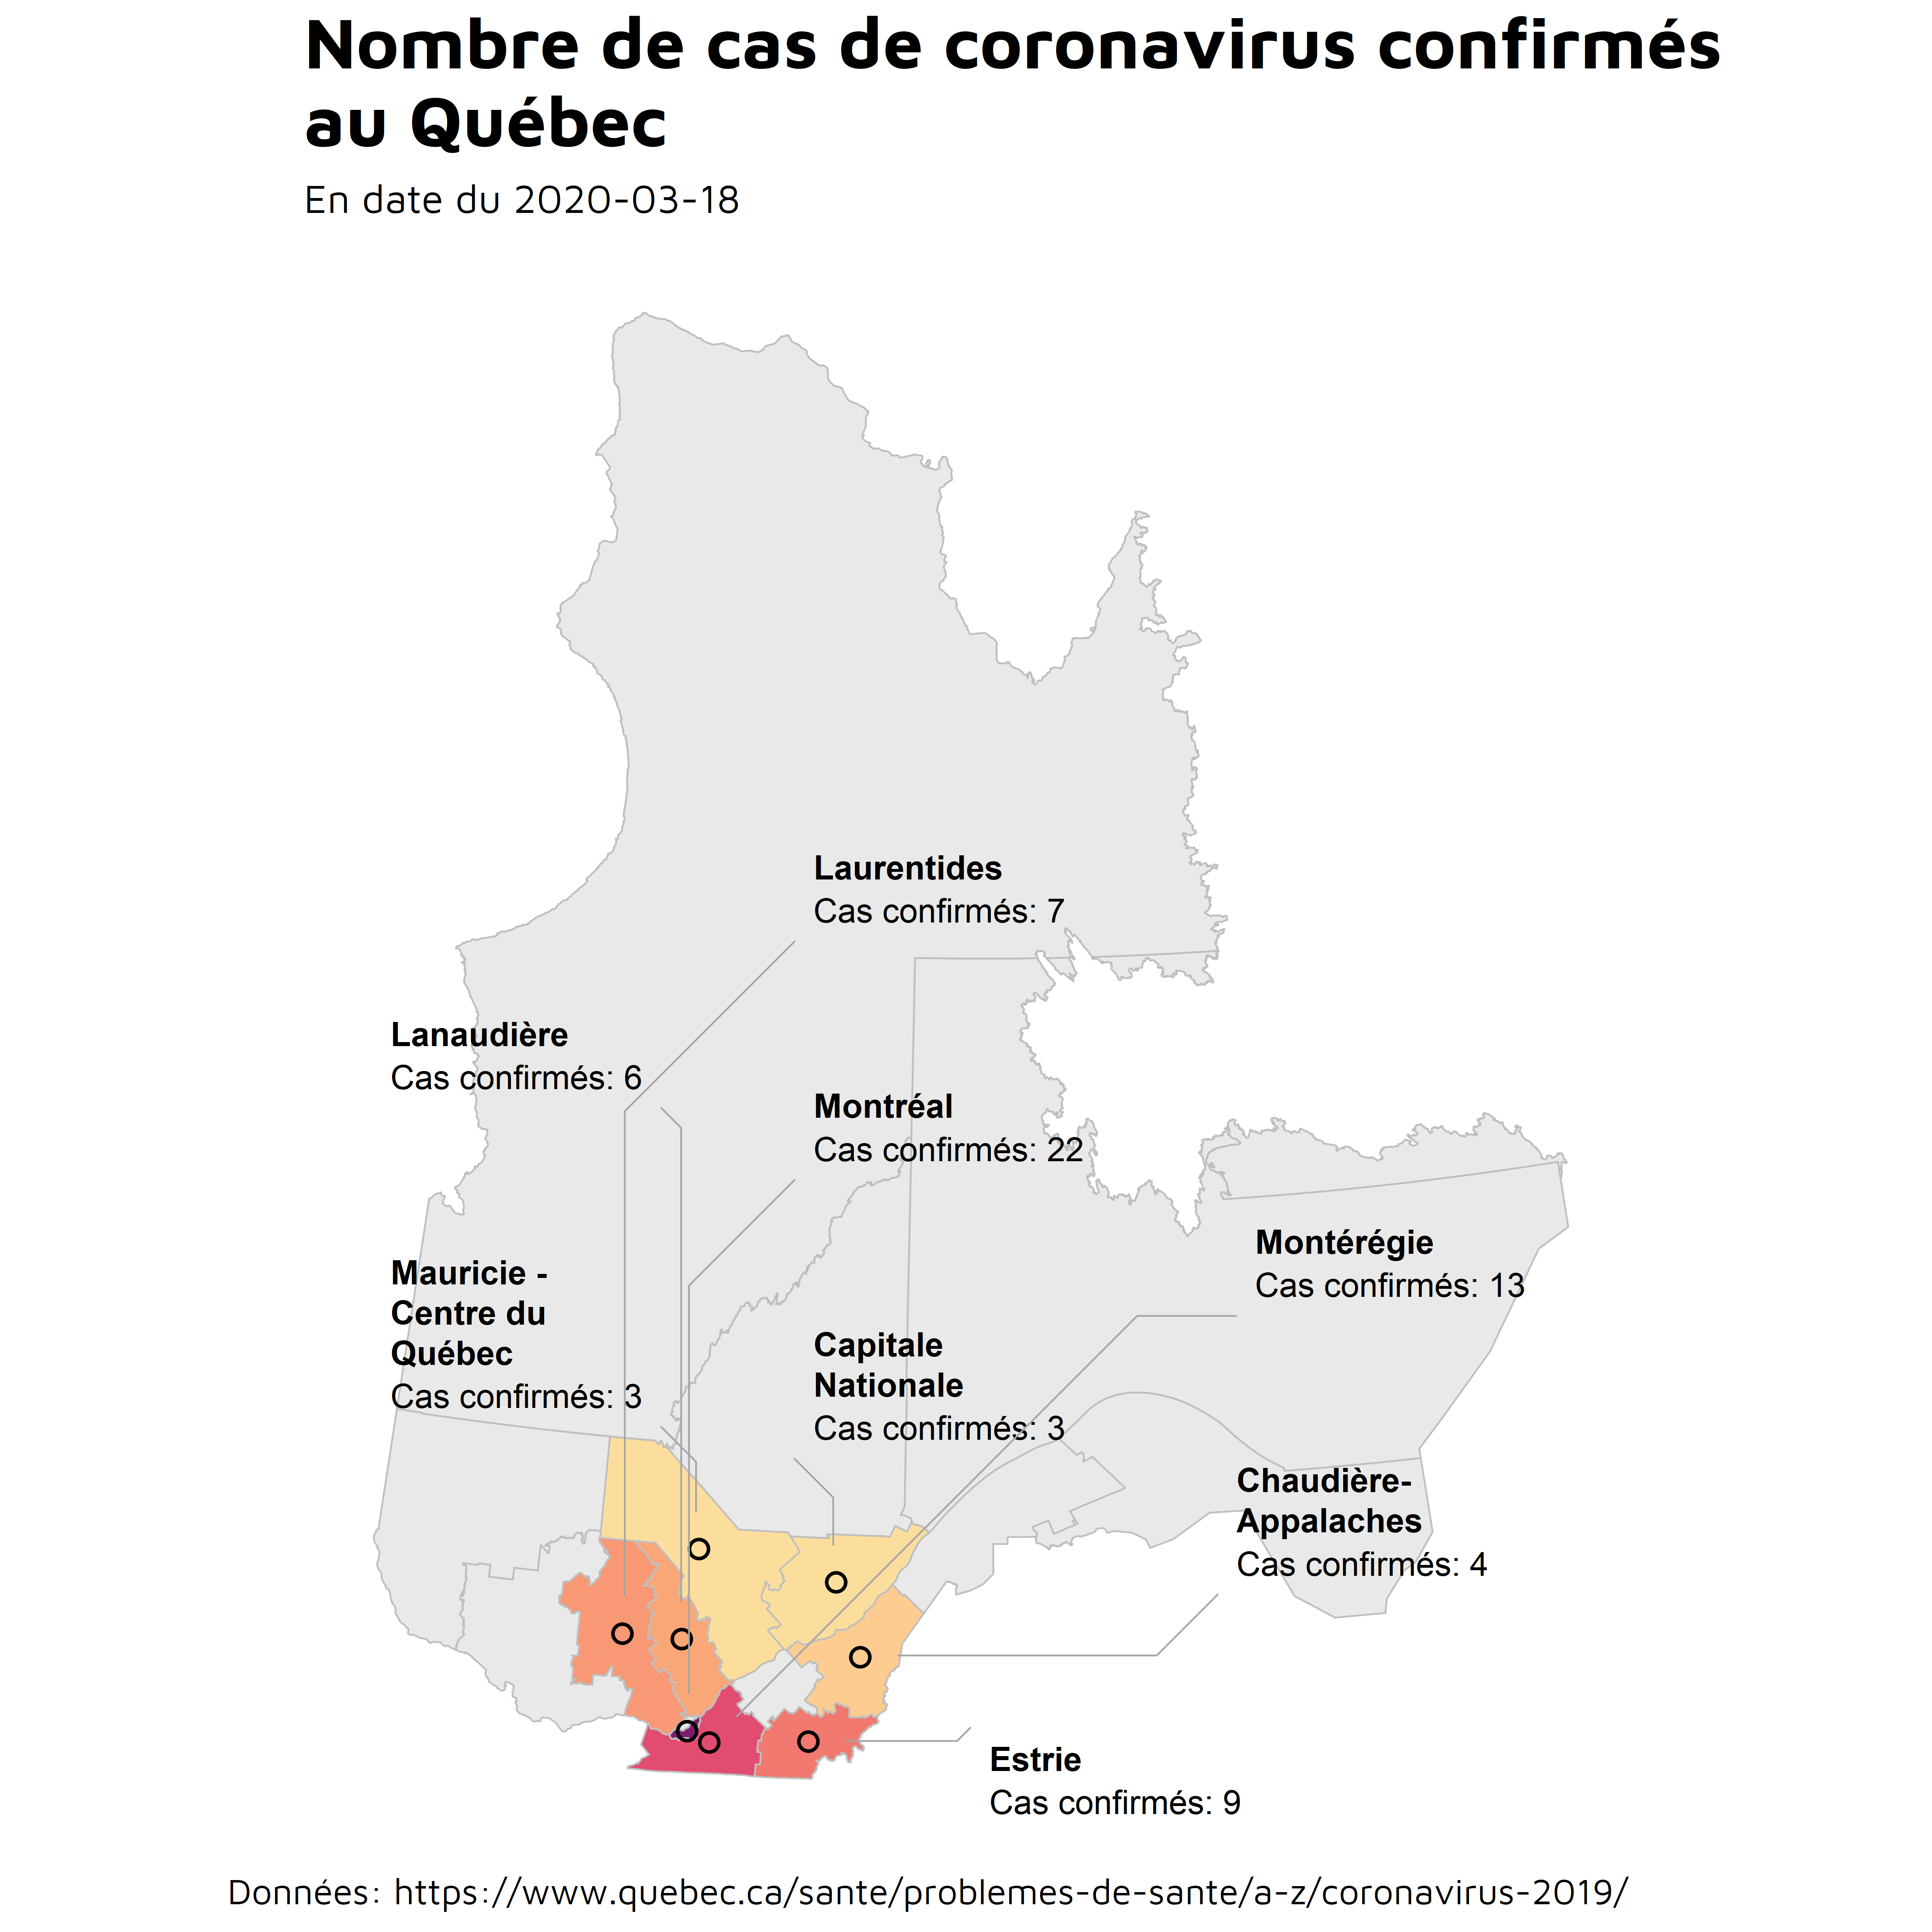 Nombre de cas de coronavirus confirmés
au Québec
En date du 2020-03-18
Laurentides
Cas confirmés: 7
Lanaudière
Cas confirmés: 6
Montréal
Cas confirmés: 22
Montérégie
Cas confirmés: 13
Mauricie -
Centre du
Québec
Cas confirmés: 3
Capitale
Nationale
Cas confirmés: 3
Chaudière-
Appalaches
Cas confirmés: 4
Estrie
Cas confirmés: 9
Données: https://www.quebec.ca/sante/problemes-de-sante/a-z/coronavirus-2019/